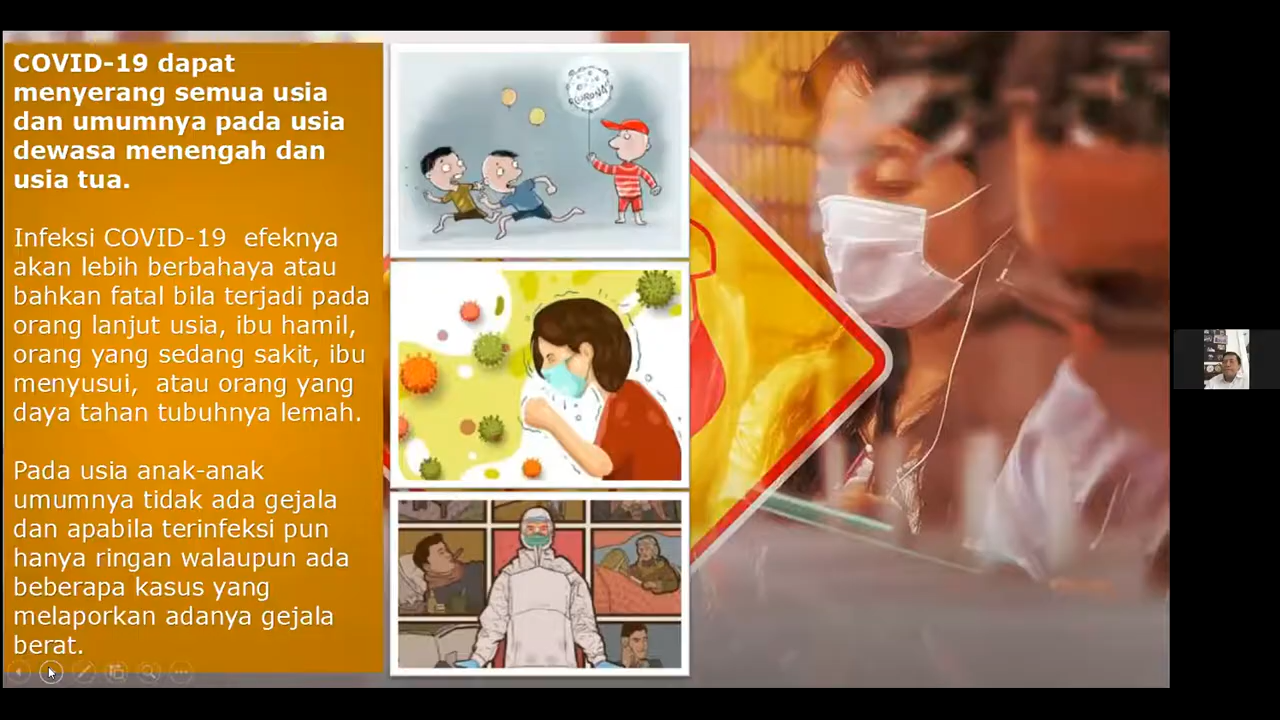 COVID-19 dapat
menyerang semua usia
dan umumnya pada usia
dewasa menengah dan
usia tua.
Infeksi COVID-19 efeknya
akan lebih berbahaya atau
bahkan fatal bila terjadi pada
orang lanjut usia, ibu hamil,
orang yang sedang sakit, ibu
menyusui, atau orang yang
daya tahan tubuhnya lemah.
Pada usia anak-anak
umumnya tidak ada gejala
dan apabila terinfeksi pun
hanya ringan walaupun ada
beberapa kasus yang
melaporkan adanya gejala
berat.
CORONA